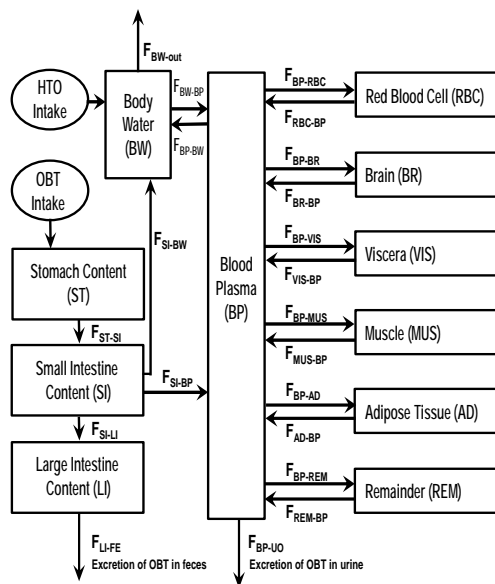 F_BW-out
HTO
Intake
Body
Water
(BW)
F_BW-BP
F_BP-BW
OBT
Intake
F_SI-BW
Stomach Content
(ST)
F_ST-SI
Small Intestine
Content (SI)
F_SI-BP
F_SI-LI
Large Intestine
Content (LI)
F_LI-FE
Excretion of OBT in feces
Blood
Plasma
(BP)
F_BP-UO
Excretion of OBT in urine
F_BP-RBC
F_RBC-BP
Red Blood Cell (RBC)
F_BP-BR
F_BR-BP
Brain (BR)
F_BP-VIS
F_VIS-BP
Viscera (VIS)
F_BP-MUS
F_MUS-BP
Muscle (MUS)
F_BP-AD
F_AD-BP
Adipose Tissue (AD)
F_BP-REM
F_REM-BP
Remainder (REM)